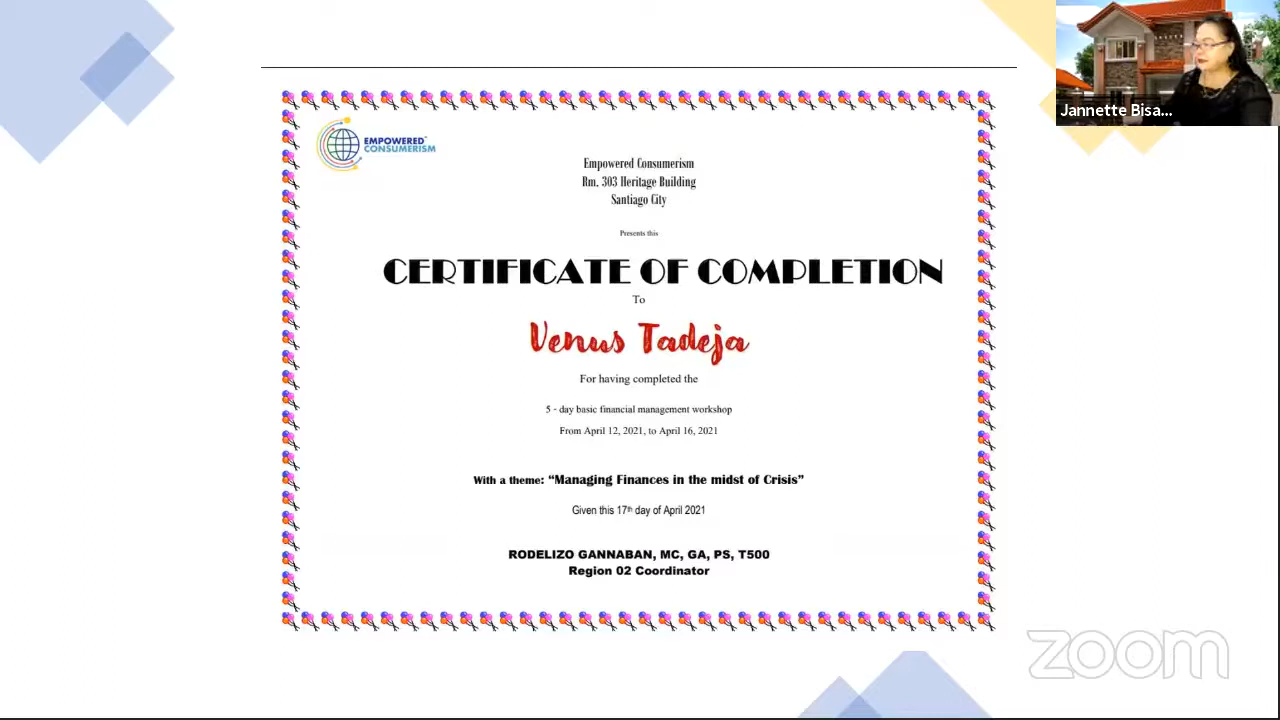 Jannette Bisa...
EMPOWERED
CONSUMERISM
Empowered Consumerism
Rm. 303 Heritage Building
Santiago City
Presents this
CERTIFICATE OF COMPLETION
To
Venus Tadeja
For having completed the
5 - day basic financial management workshop
From April 12, 2021, to April 16, 2021
With a theme: “Managing Finances in the midst of Crisis”
Given this 17th day of April 2021
RODELIZO GANNABAN, MC, GA, PS, T500
Region 02 Coordinator
zoom